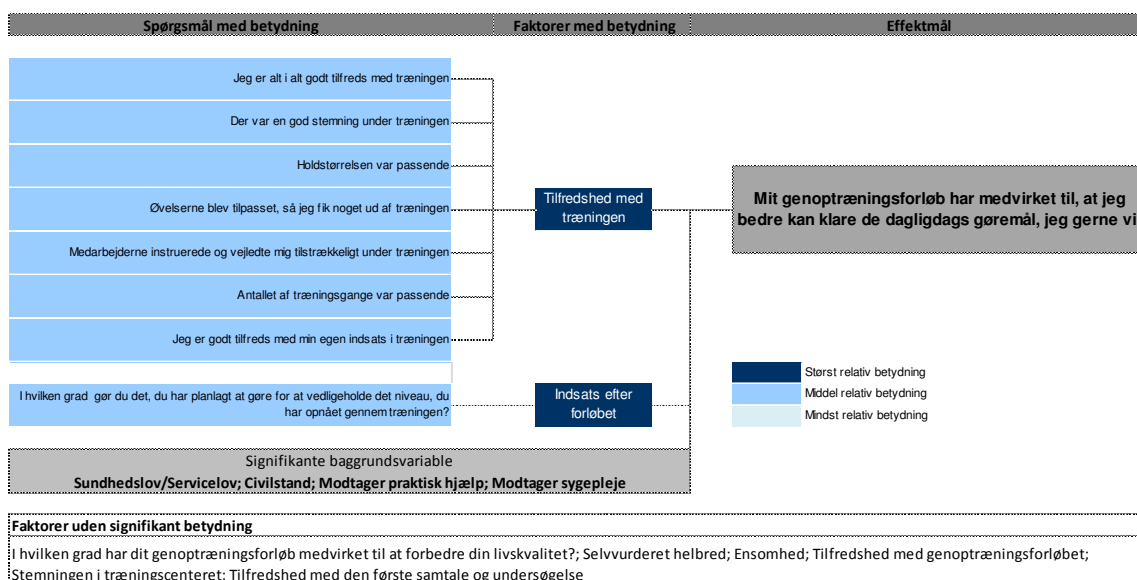 Spørgsmål med betydning
Faktorer med betydning
Effektmål
Jeg er alt i alt godt tilfreds med træningen
Der var en god stemning under træningen
Holdstørrelsen var passende
Øvelserne blev tilpasset, så jeg fik noget ud af træningen
Medarbejderne instruerede og vejledte mig tilstrækkeligt under træningen
Antallet af træningsgange var passende
Jeg er godt tilfreds med min egen indsats i træningen
I hvilken grad gør du det, du har planlagt at gøre for at vedligeholde det niveau, du
har opnået gennem træningen?
Tilfredshed med
træningen
Indsats efter
forløbet
Mit genoptræningsforløb har medvirket til, at jeg
bedre kan klare de dagligdags gøremål, jeg gerne vi
Størst relativ betydning
Middel relativ betydning
Mindst relativ betydning
Signifikante baggrundsvariable
Sundhedslov/Servicelov; Civilstand; Modtager praktisk hjælp; Modtager sygepleje
Faktorer uden signifikant betydning
I hvilken grad har dit genoptræningsforløb medvirket til at forbedre din livskvalitet?; Selvvurderet helbred; Ensomhed; Tilfredshed med genoptræningsforløbet;
Stemningen i træningscenteret; Tilfredshed med den første samtale og undersøgelse